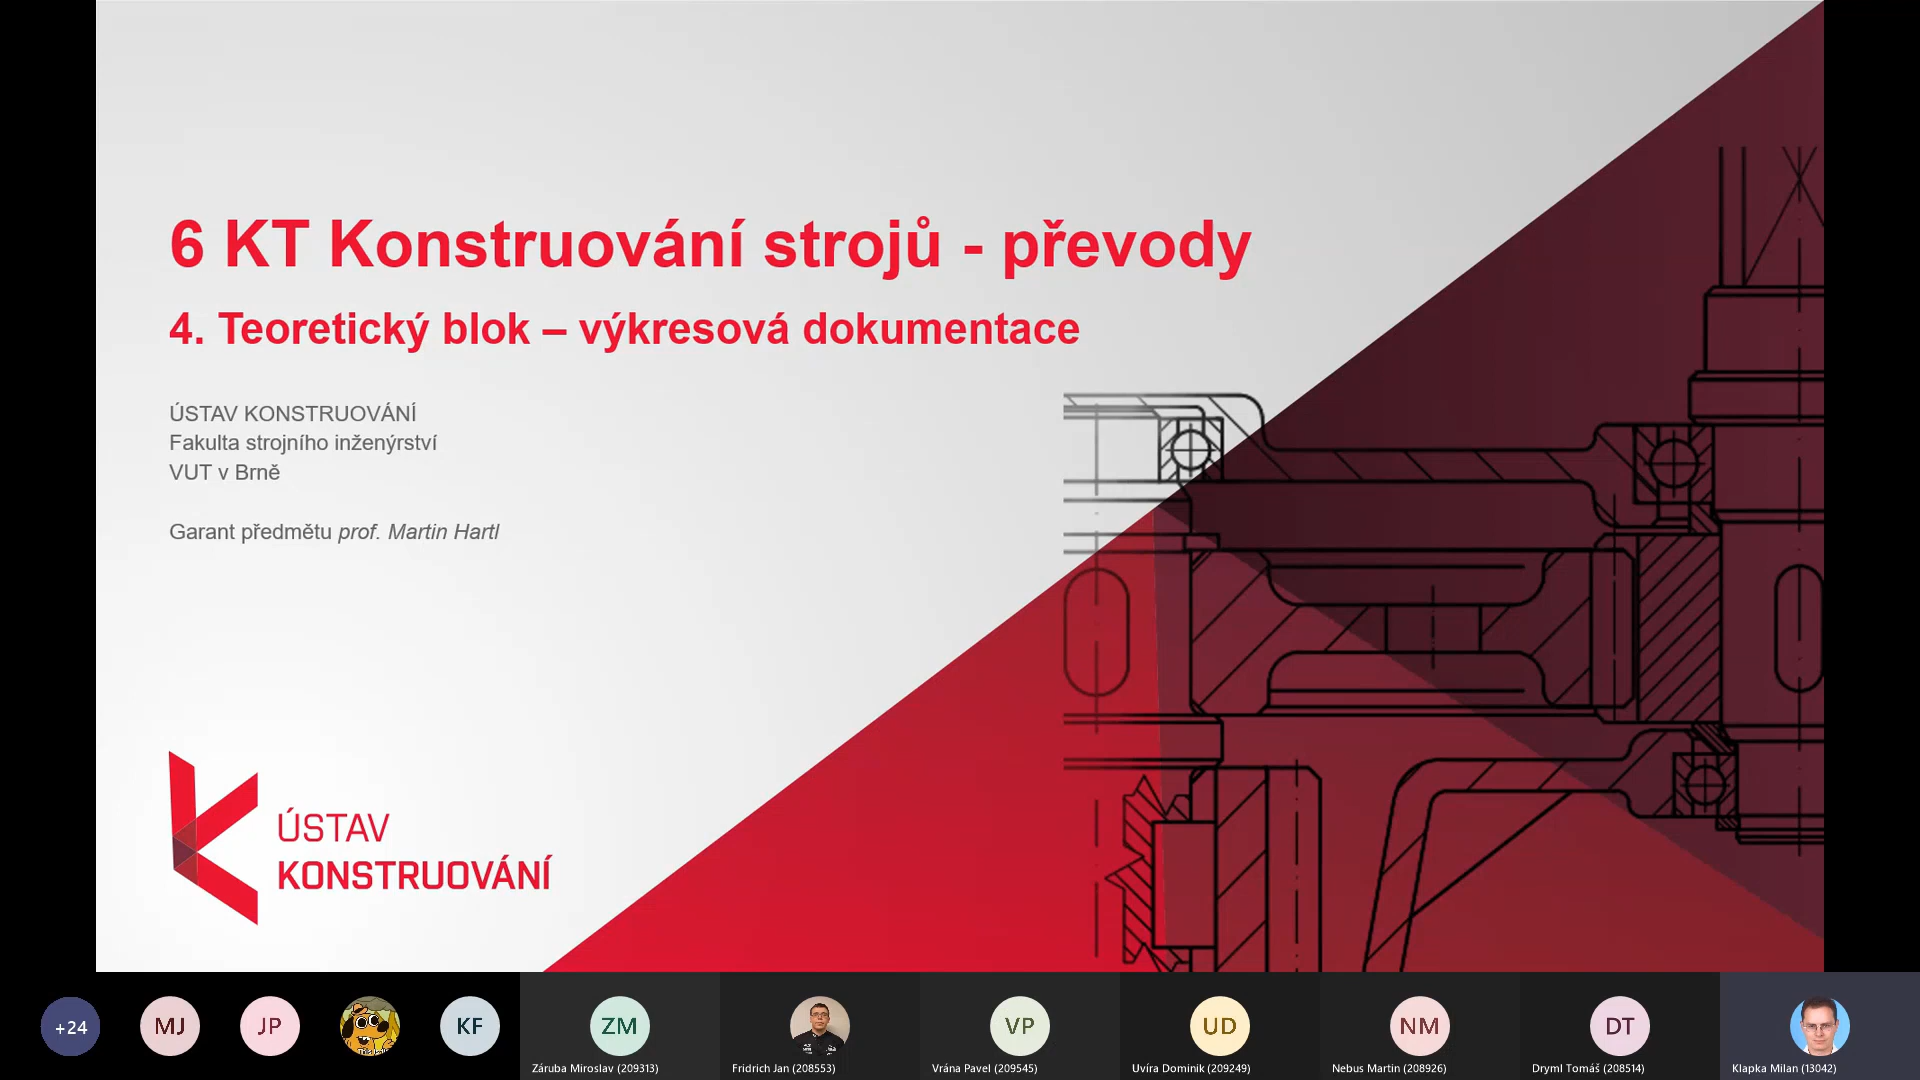 6 KT Konstruování strojů - převody
4. Teoretický blok – výkresová dokumentace
ÚSTAV KONSTRUOVÁNÍ
Fakulta strojního inženýrství
VUT v Brně
Garant předmětu prof. Martin Hartl
ÚSTAV
KONSTRUOVÁNÍ
+24
MJ
JP
KF
ZM
VP
UD
NM
DT
Záruba Miroslav (209313)
Fridrich Jan (208553)
Vrána Pavel (209545)
Uvíra Dominik (209249)
Nebus Martin (208926)
Dryml Tomáš (208514)
Klapka Milan (13042)